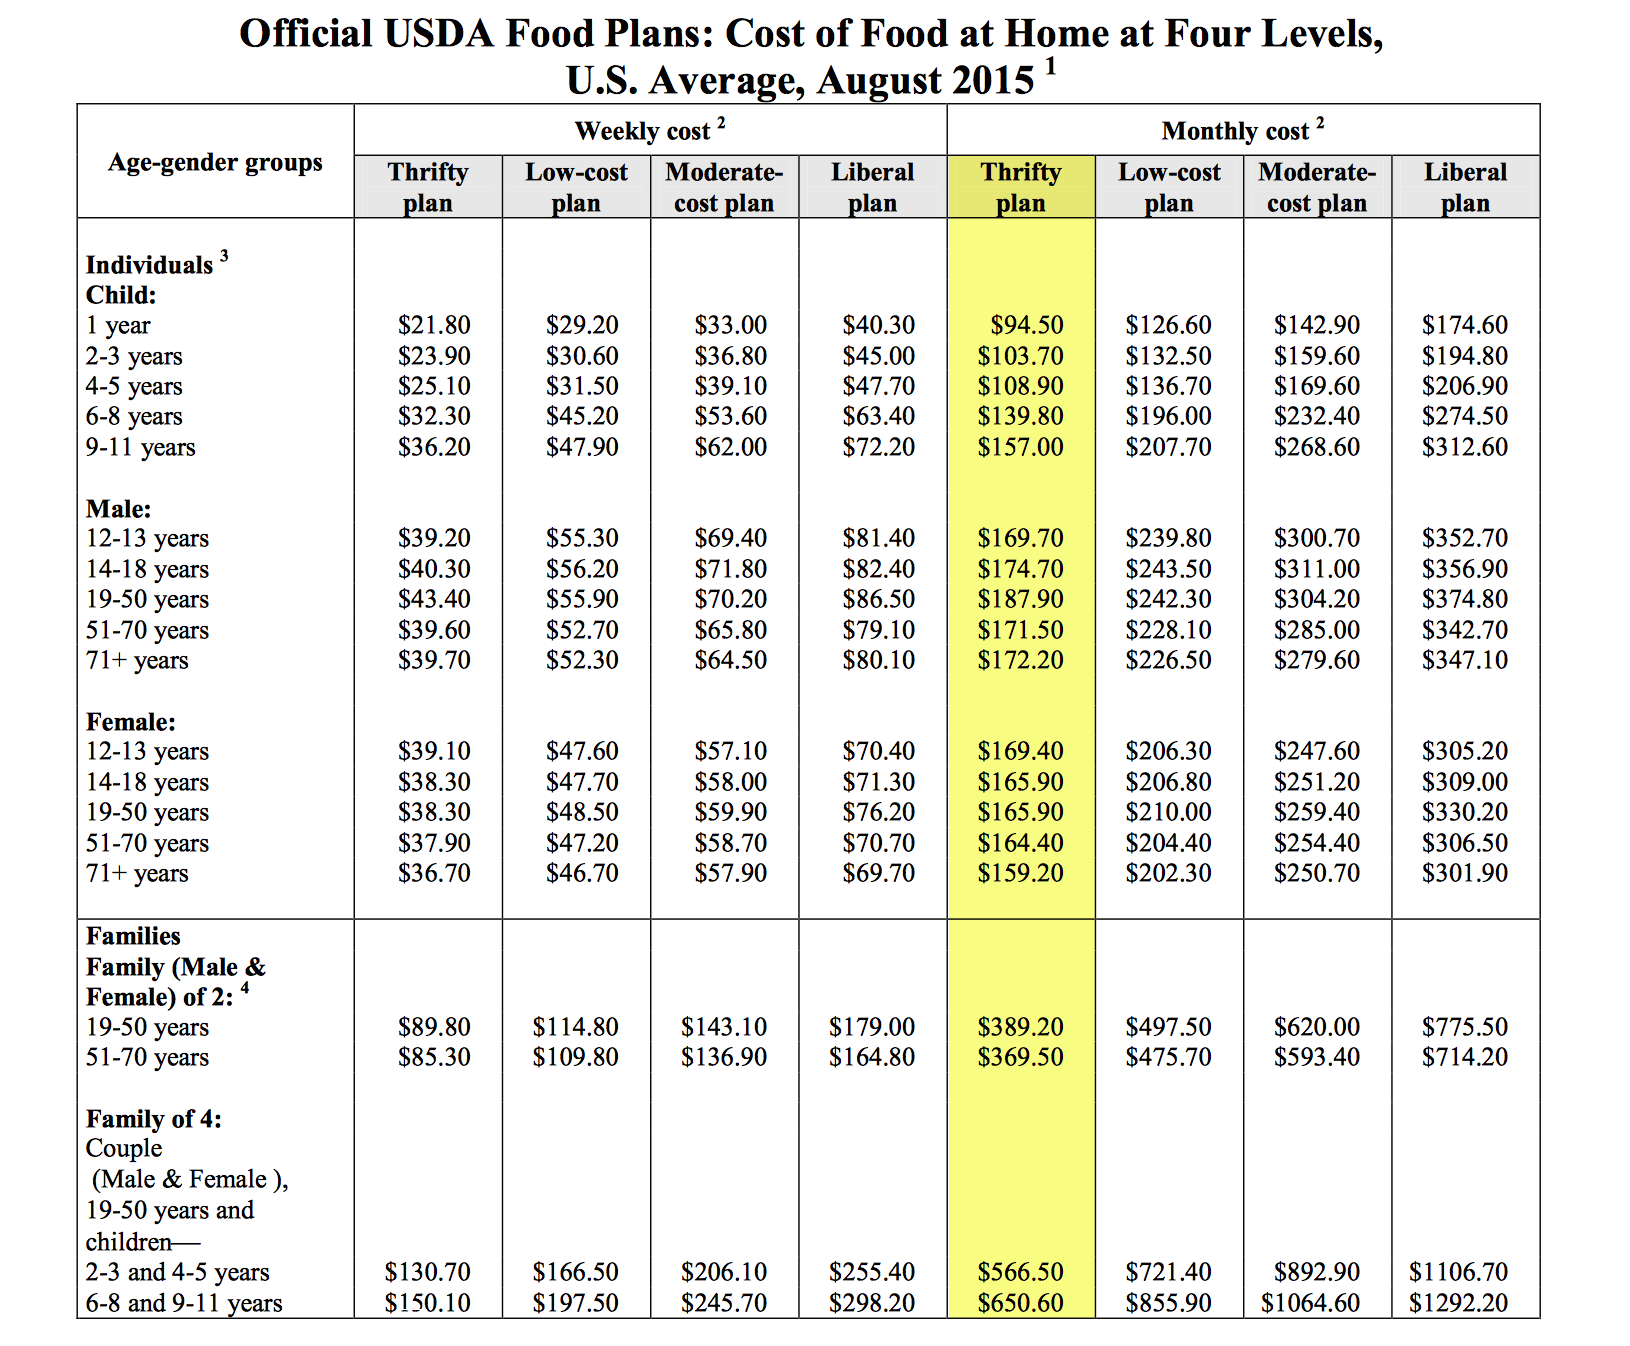 Official USDA Food Plans: Cost of Food at Home at Four Levels,
U.S. Average, August 2015 1
Age-gender groups Weekly cost 2 Monthly cost 2
Thrifty plan Low-cost plan Moderate-cost plan Liberal plan Thrifty plan Low-cost plan Moderate-cost plan Liberal plan
Individuals 3
Child:
1 year $21.80 $29.20 $33.00 $40.30 $94.50 $126.60 $142.90 $174.60
2-3 years $23.90 $30.60 $36.80 $45.00 $103.70 $132.50 $159.60 $194.80
4-5 years $25.10 $31.50 $39.10 $47.70 $108.90 $136.70 $169.60 $206.90
6-8 years $32.30 $45.20 $53.60 $63.40 $139.80 $196.00 $232.40 $274.50
9-11 years $36.20 $47.90 $62.00 $72.20 $157.00 $207.70 $268.60 $312.60
Male:
12-13 years $39.20 $55.30 $69.40 $81.40 $169.70 $239.80 $300.70 $352.70
14-18 years $40.30 $56.20 $71.80 $82.40 $174.70 $243.50 $311.00 $356.90
19-50 years $43.40 $55.90 $70.20 $86.50 $187.90 $242.30 $304.20 $374.80
51-70 years $39.60 $52.70 $65.80 $79.10 $171.50 $228.10 $285.00 $342.70
71+ years $39.70 $52.30 $64.50 $80.10 $172.20 $226.50 $279.60 $347.10
Female:
12-13 years $39.10 $47.60 $57.10 $70.40 $169.40 $206.30 $247.60 $305.20
14-18 years $38.30 $47.70 $58.00 $71.30 $165.90 $206.80 $251.20 $309.00
19-50 years $38.30 $48.50 $59.90 $76.20 $165.90 $210.00 $259.40 $330.20
51-70 years $37.90 $47.20 $58.70 $70.70 $164.40 $204.40 $254.40 $306.50
71+ years $36.70 $46.70 $57.90 $69.70 $159.20 $202.30 $250.70 $301.90
Families
Family (Male &
Female) of 2: 4
19-50 years $89.80 $114.80 $143.10 $179.00 $389.20 $497.50 $620.00 $775.50
51-70 years $85.30 $109.80 $136.90 $164.80 $369.50 $475.70 $593.40 $714.20
Family of 4:
Couple
(Male & Female ),
19-50 years and
children—
2-3 and 4-5 years $130.70 $166.50 $206.10 $255.40 $566.50 $721.40 $892.90 $1106.70
6-8 and 9-11 years $150.10 $197.50 $245.70 $298.20 $650.60 $855.90 $1064.60 $1292.20